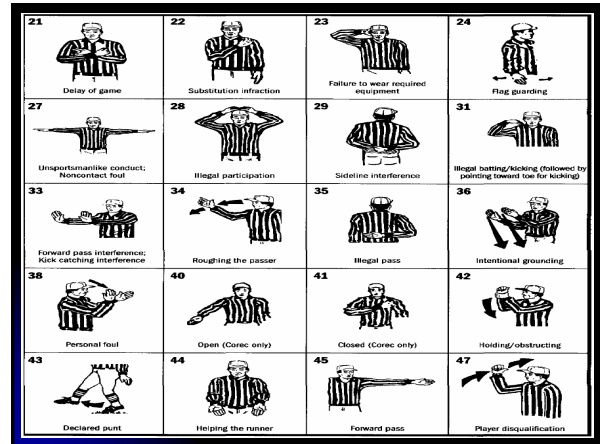 21
Delay of game
22
Substitution infraction
23
Failure to wear required
equipment
24
Flag guarding
27
Unsportsmanlike conduct;
Noncontact foul
28
Illegal participation
29
Sideline interference
31
Illegal batting/kicking (followed by
pointing toward toe for kicking)
33
Forward pass interference;
Kick catching interference
34
Roughing the passer
35
Illegal pass
36
Intentional grounding
38
Personal foul
40
Open (Corec only)
41
Closed (Corec only)
42
Holding/obstructing
43
Declared punt
44
Helping the runner
45
Forward pass
47
Player disqualification